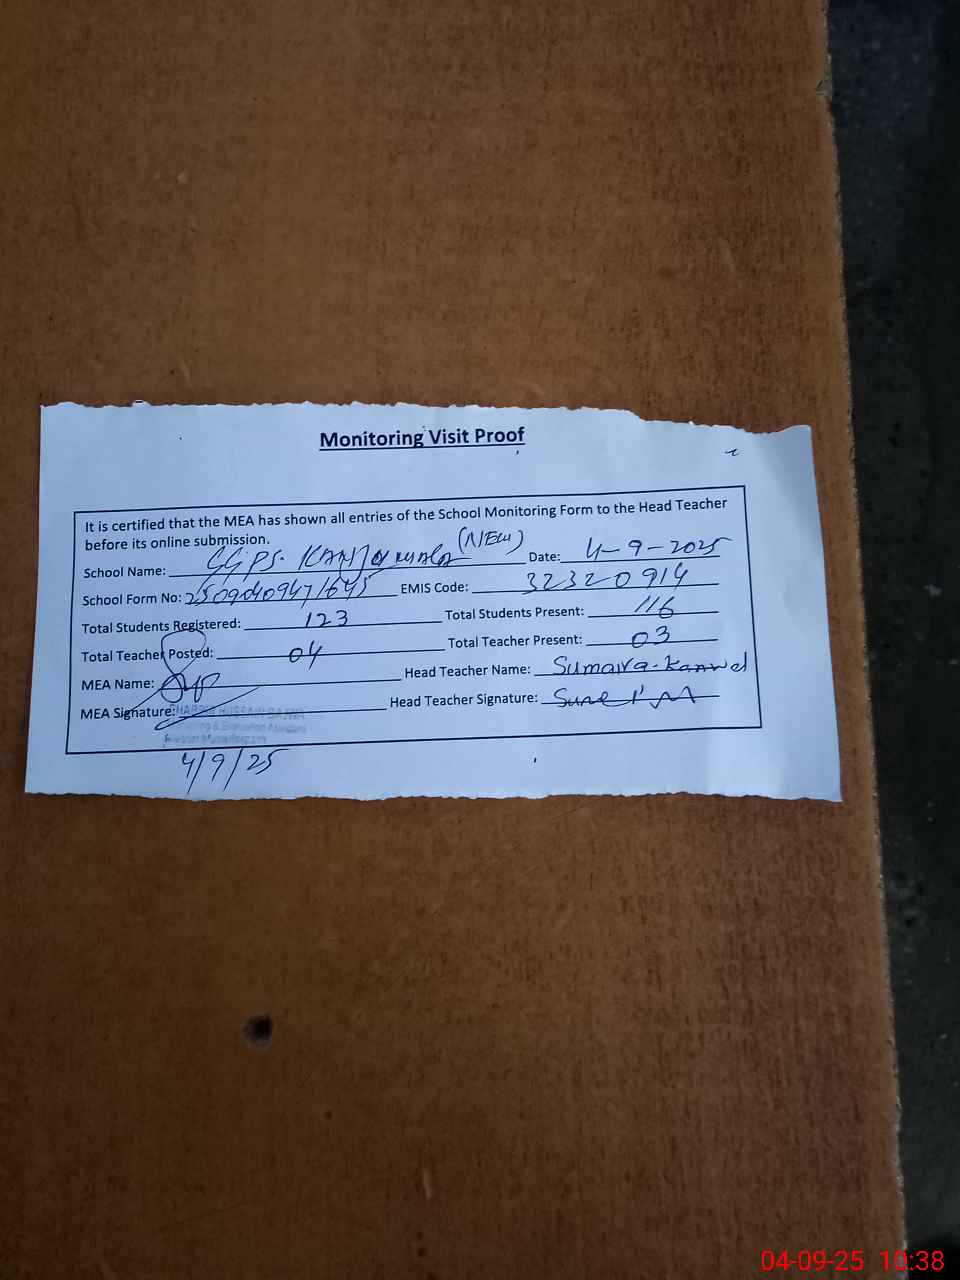 Monitoring Visit Proof
It is certified that the MEA has shown all entries of the School Monitoring Form to the Head Teacher
before its online submission.
School Name: GGPS. (NEW) Date: 4-9-2025
School Form No: EMIS Code: 32320914
Total Students Registered: 123 Total Students Present: 116
Total Teacher Posted: 04 Total Teacher Present: 03
MEA Name: Head Teacher Name: Sumaira Kanwal
MEA Signature: Head Teacher Signature:
4/9/25
04-09-25 10:38